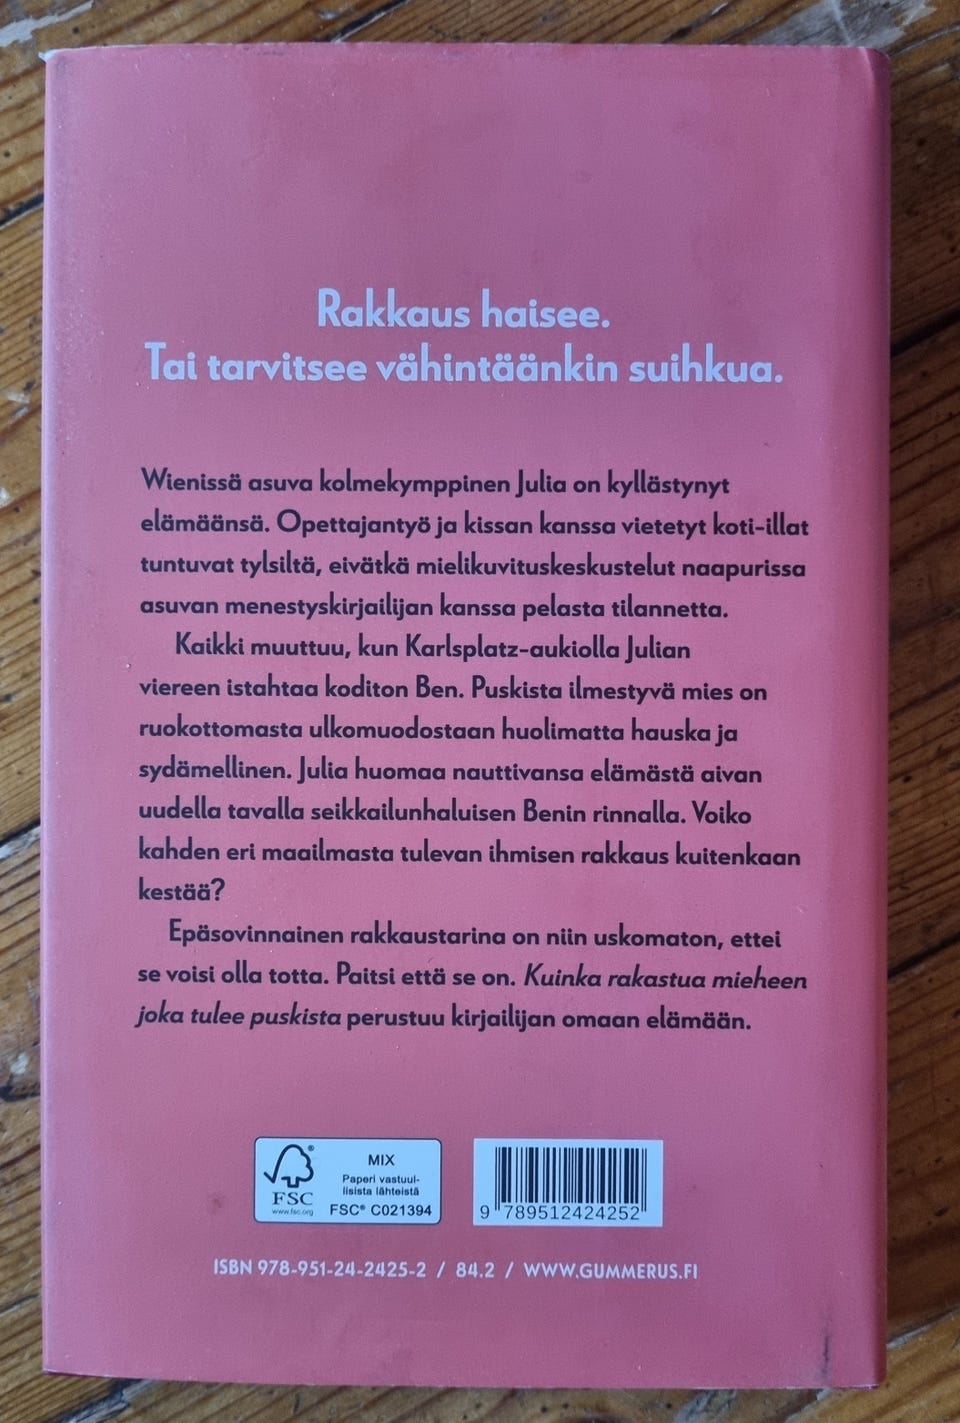 Rakkaus haisee.
Tai tarvitsee vähintäänkin suihkua.
Wienissä asuva kolmekymppinen Julia on kyllästynyt
elämäänsä. Opettajantyö ja kissan kanssa vietetyt koti-illat
tuntuvat tylsiltä, eivätkä mielikuvituskeskustelut naapurissa
asuvan menestyskirjailijan kanssa pelasta tilannetta.
Kaikki muuttuu, kun Karlsplatz-aukiolla Julian
viereen istahtaa koditon Ben. Puskista ilmestyvä mies on
ruokottomasta ulkomuodostaan huolimatta hauska ja
sydämellinen. Julia huomaa nauttivansa elämästä aivan
uudella tavalla seikkailunhaluisen Benin rinnalla. Voiko
kahden eri maailmasta tulevan ihmisen rakkaus kuitenkaan
kestää?
Epäsovinnainen rakkaustarina on niin uskomaton, ettei
se voisi olla totta. Paitsi että se on. Kuinka rakastua mieheen
joka tulee puskista perustuu kirjailijan omaan elämään.
FSC®
www.fsc.org
MIX
Paperi vastuul-
lisista lähteistä
FSC® C021394
9 789512424252
ISBN 978-951-24-2425-2 / 84.2 / WWW.GUMMERUS.FI